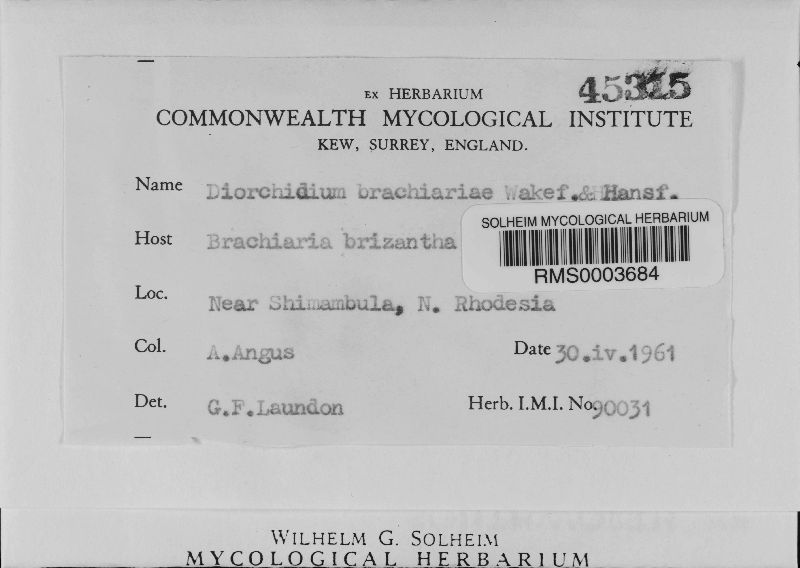 45315
Ex HERBARIUM
COMMONWEALTH MYCOLOGICAL INSTITUTE
KEW, SURREY, ENGLAND.
Name Diorchidium brachiariae Wakef.& Hansf.
SOLHEIM MYCOLOGICAL HERBARIUM
Host Brachiaria brizantha
RMS0003684
Loc. Near Shimambula, N. Rhodesia
Col. A.Angus Date 30.iv.1961
Det. G.F.Laundon Herb. I.M.I. No. 90031
WILHELM G. SOLHEIM
MYCOLOGICAL HERBARIUM